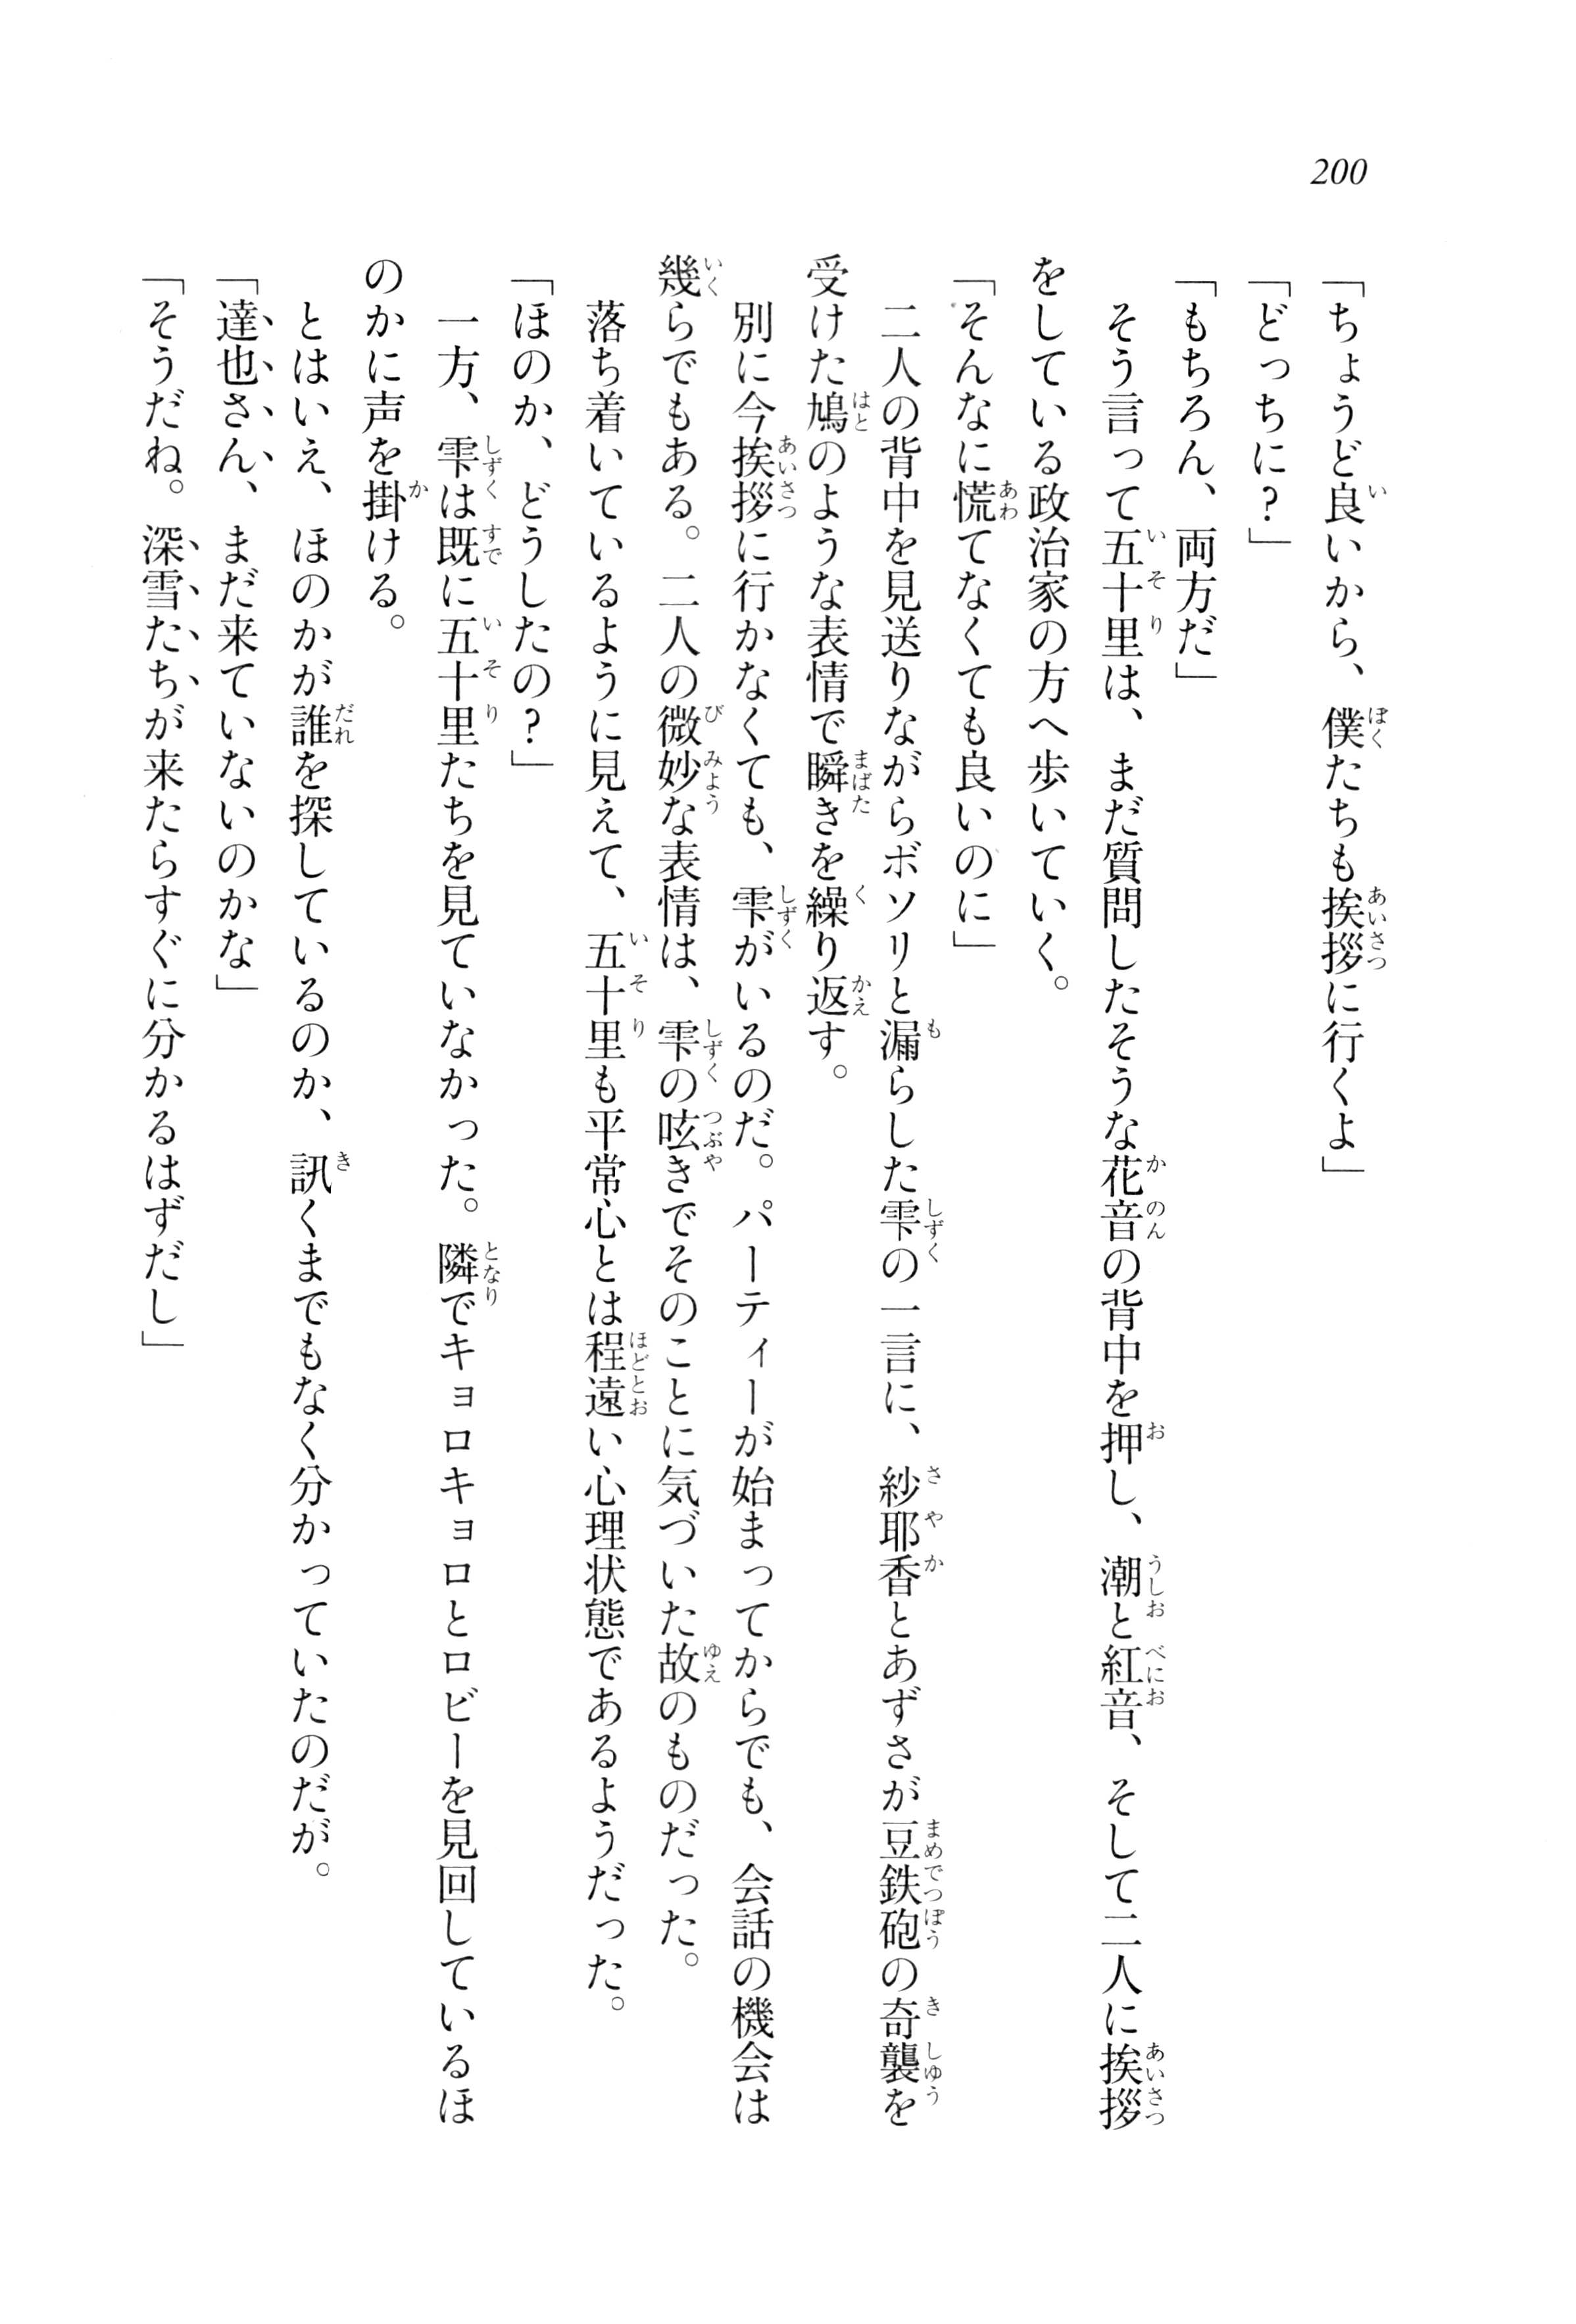 200
「ちょうど良いから、僕たちも挨拶に行くよ」
「どっちに？」
「もちろん、両方だ」
　そう言って五十里は、まだ質問したそうな花音の背中を押し、潮と紅音、そして二人に挨拶
をしている政治家の方へ歩いていく。
「そんなに慌てなくても良いのに」
　二人の背中を見送りながらボソリと漏らした雫の一言に、紗耶香とあずさが豆鉄砲の奇襲を
受けた鳩のような表情で瞬きを繰り返す。
　別に今挨拶に行かなくても、雫がいるのだ。パーティーが始まってからでも、会話の機会は
幾らでもある。二人の微妙な表情は、雫の呟きでそのことに気づいた故のものだった。
　落ち着いているように見えて、五十里も平常心とは程遠い心理状態であるようだった。
「ほのか、どうしたの？」
　一方、雫は既に五十里たちを見ていなかった。隣でキョロキョロとロビーを見回しているほ
のかに声を掛ける。
　とはいえ、ほのかが誰を探しているのか、訊くまでもなく分かっていたのだが。
「達也さん、まだ来ていないのかな」
「そうだね。深雪たちが来たらすぐに分かるはずだし」